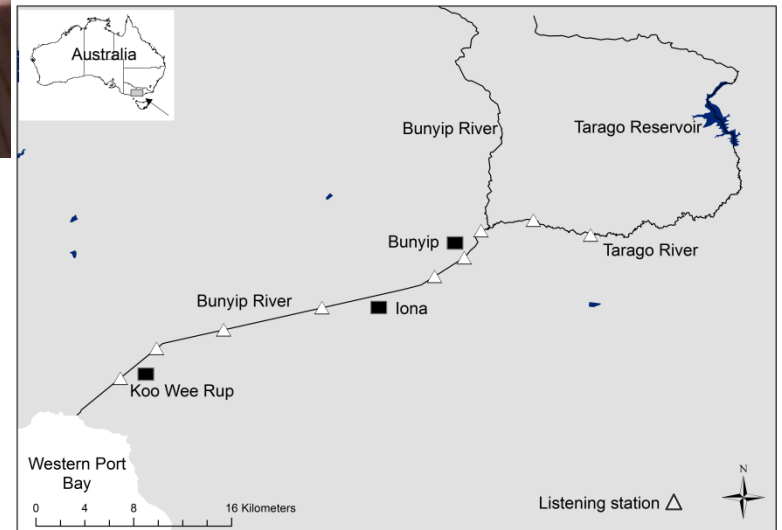 Australia
Bunyip River
Tarago Reservoir
Bunyip
Tarago River
Bunyip River
Iona
Koo Wee Rup
Western Port
Bay
0 4 8 16 Kilometers
Listening station
N